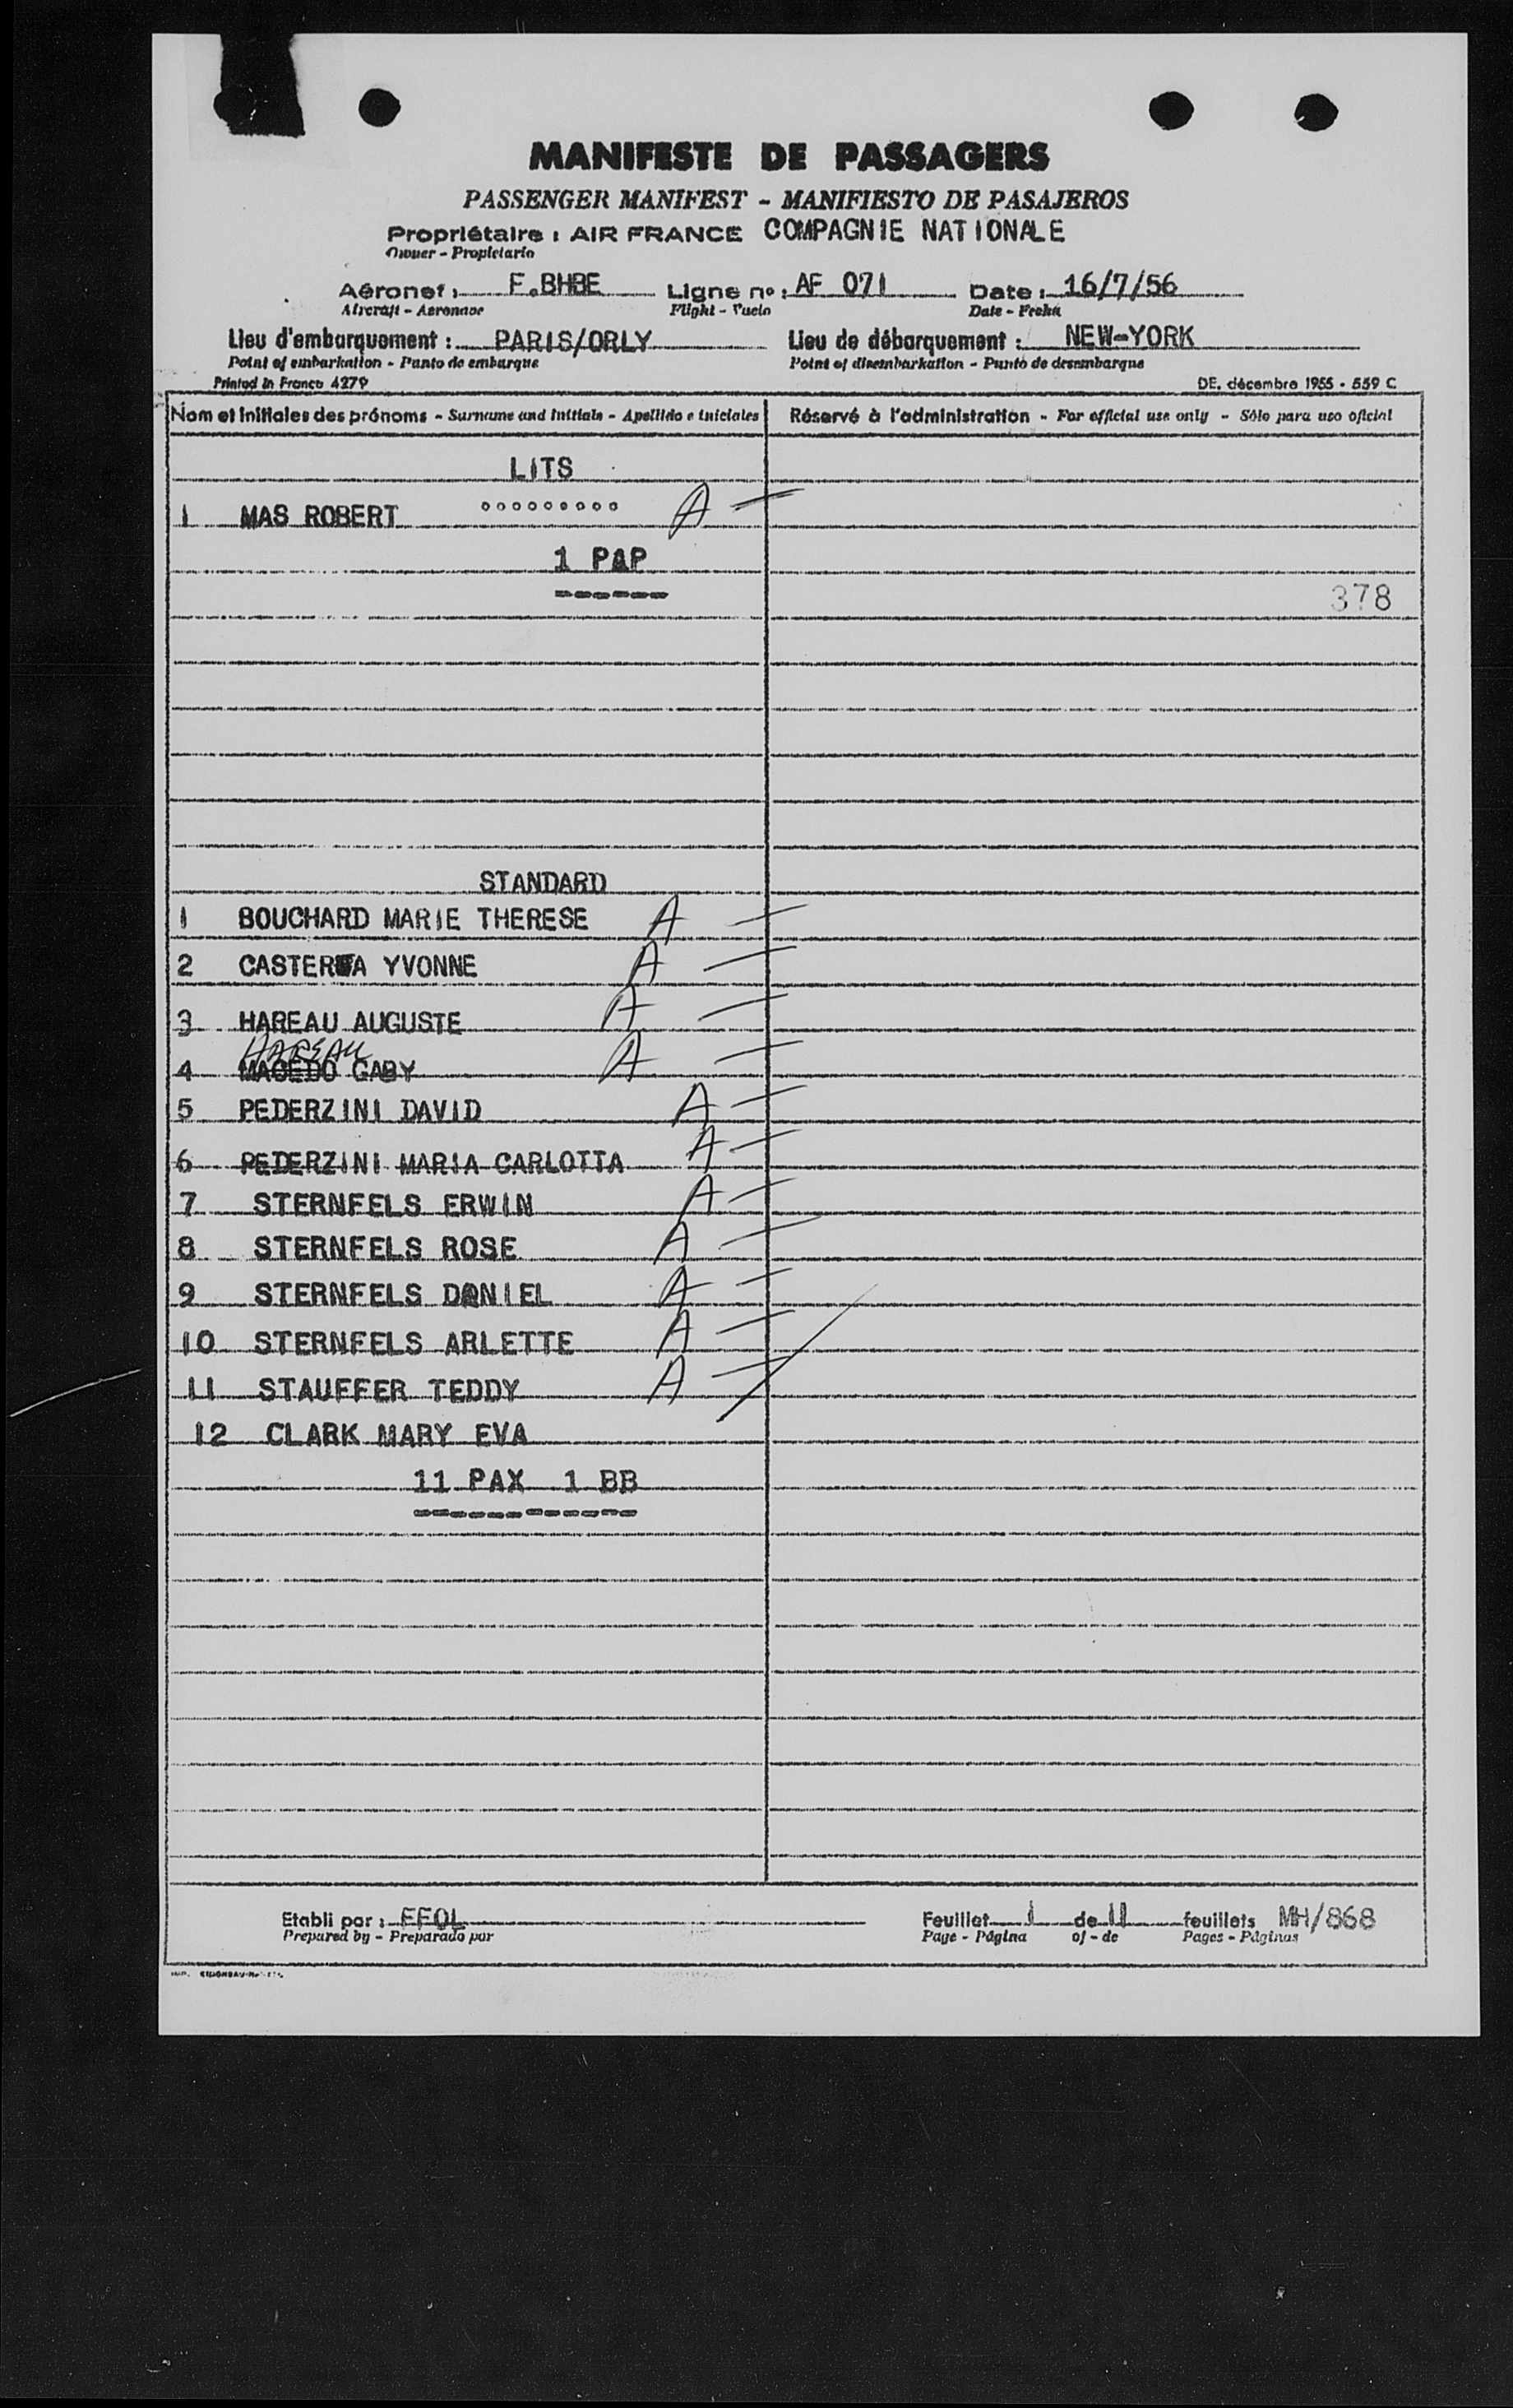 MANIFESTE DE PASSAGERS
PASSENGER MANIFEST - MANIFIESTO DE PASAJEROS
Propriétaire : AIR FRANCE COMPAGNIE NATIONALE
Owner - Propietario
Aéronef : F.BHBE Ligne nº : AF 071 Date : 16/7/56
Aircraft - Aeronave Flight - Vuelo Date - Fecha
Lieu d'embarquement : PARIS/ORLY Lieu de débarquement : NEW-YORK
Point of embarkation - Punto de embarque Point of disembarkation - Punto de desembarque
Printed in France 4279 DE. décembre 1955 - 559 C
Nom et initiales des prénoms - Surname and initials - Apellido e iniciales Réservé à l'administration - For official use only - Sólo para uso oficial
LITS
1 MAS ROBERT A
1 PAP
378
STANDARD
1 BOUCHARD MARIE THERESE A
2 YVONNE A
3 HAREAU AUGUSTE A
HAREAU
4 MACEDO GABY A
5 PEDERZINI DAVID A
6 PEDERZINI MARIA CARLOTTA A
7 STERNFELS ERWIN A
8 STERNFELS ROSE A
9 STERNFELS DANIEL A
10 STERNFELS ARLETTE A
11 STAUFFER TEDDY A
12 CLARK MARY EVA
11 PAX 1 BB
Etabli par : FFOL Feuillet 1 de 11 feuillets MH/868
Prepared by - Preparado por Page - Página of - de Pages - Páginas